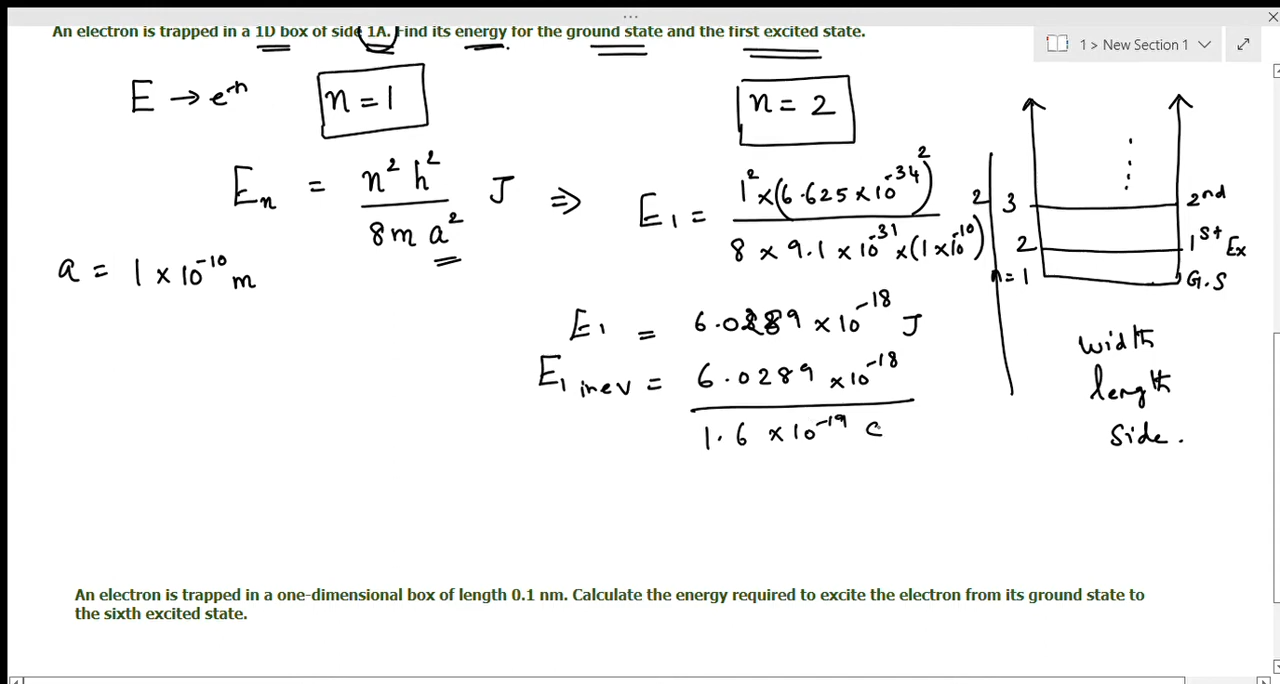 An electron is trapped in a 1D box of side 1A. Find its energy for the ground state and the first excited state.
1 > New Section 1
E → e⁻ⁿ
n = 1
n = 2
Eₙ = n² h² / 8 m a² J ⇒ E₁ = 1² × (6.625 × 10⁻³⁴)² / 8 × 9.1 × 10⁻³¹ × (1 × 10⁻¹⁰)²
a = 1 × 10⁻¹⁰ m
E₁ = 6.0289 × 10⁻¹⁸ J
E₁ in ev = 6.0289 × 10⁻¹⁸ / 1.6 × 10⁻¹⁹ C
3 2nd
2 1st Ex
n = 1 G.S
width
length
Side.
An electron is trapped in a one-dimensional box of length 0.1 nm. Calculate the energy required to excite the electron from its ground state to
the sixth excited state.